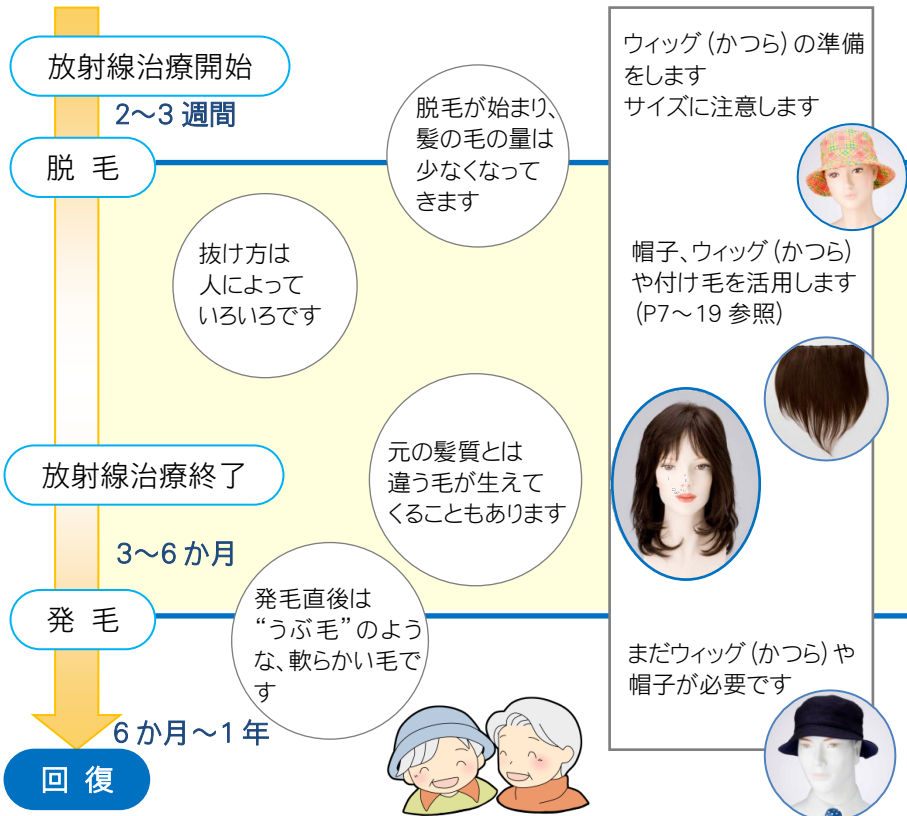 放射線治療開始
2～3 週間
脱 毛
脱毛が始まり、
髪の毛の量は
少なくなって
きます
抜け方は
人によって
いろいろです
放射線治療終了
元の髪質とは
違う毛が生えて
くることもあります
3～6 か月
発 毛
発毛直後は
“うぶ毛”のよう
な、軟らかい毛で
す
6 か月～1 年
回 復
ウィッグ（かつら）の準備
をします
サイズに注意します
帽子、ウィッグ（かつら）
や付け毛を活用します
（P7～19 参照）
まだウィッグ（かつら）や
帽子が必要です